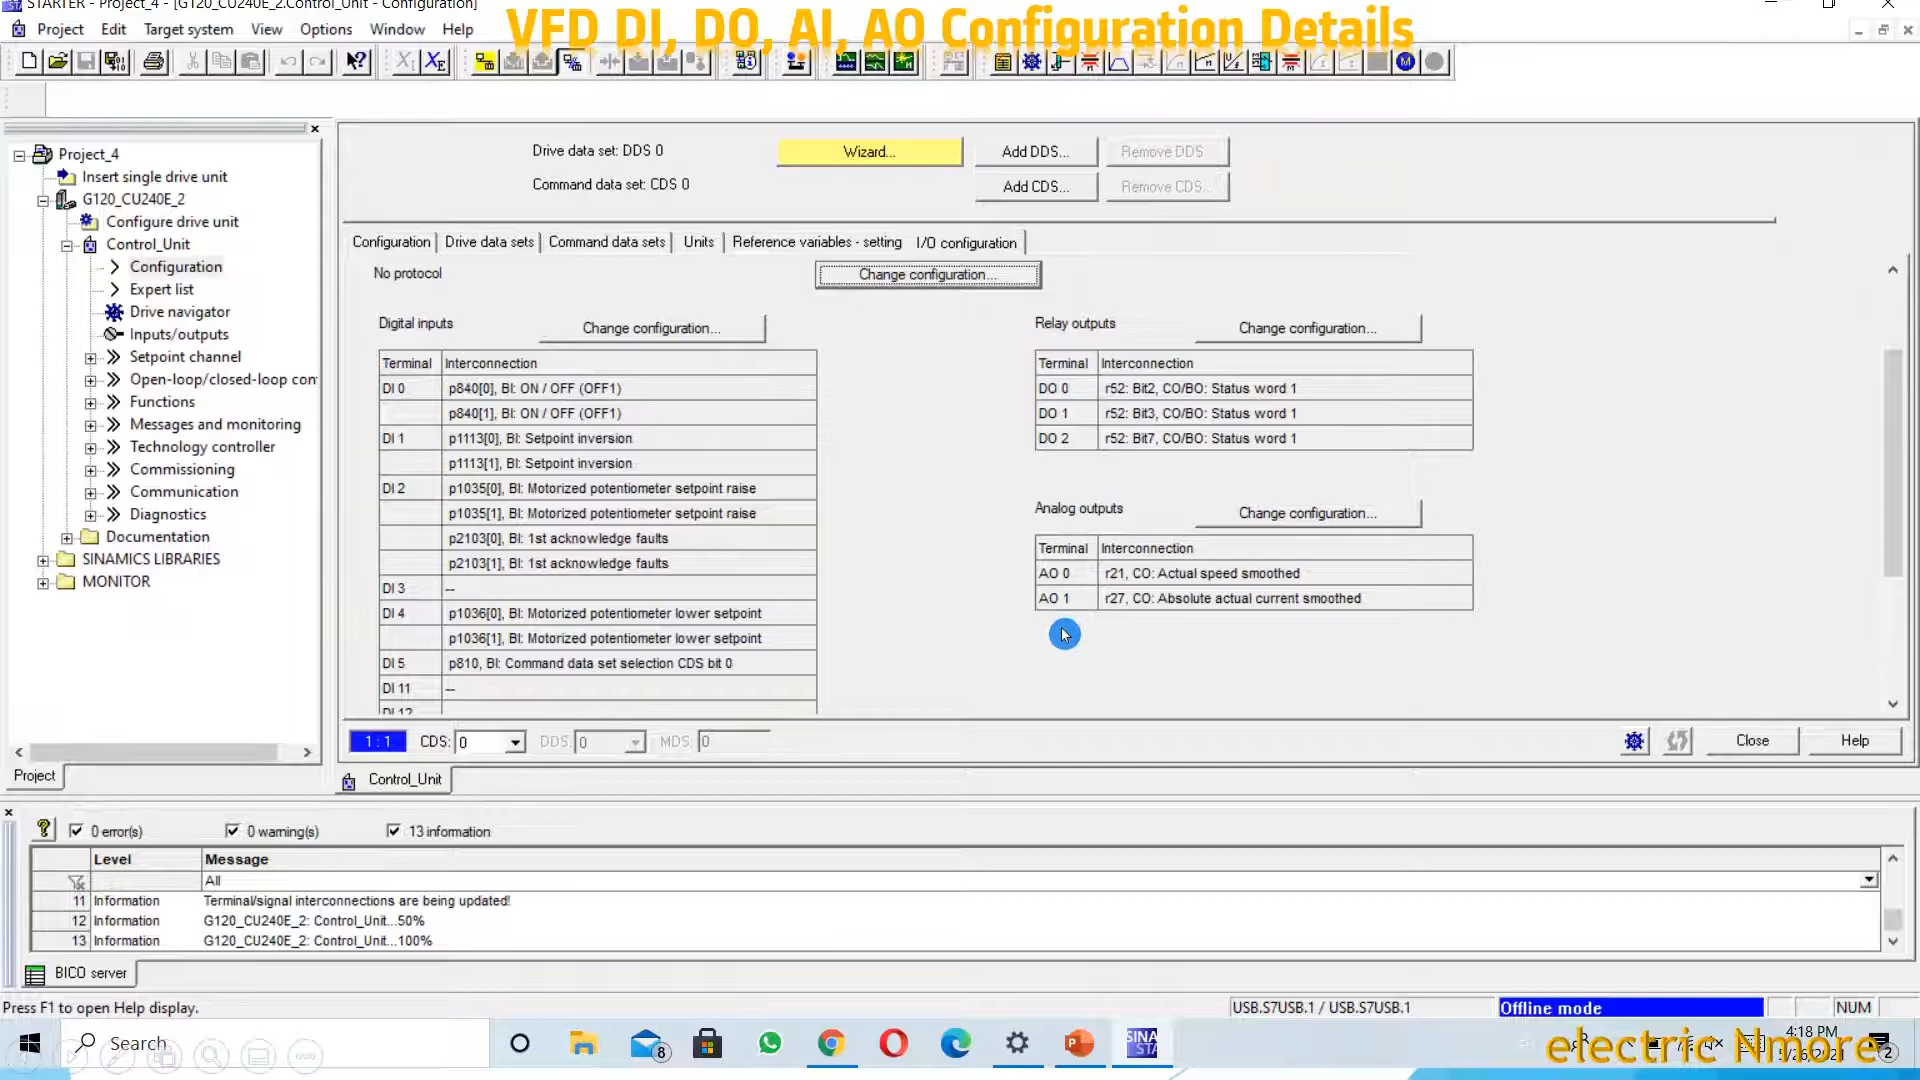 STARTER - Project_4 - [G120_CU240E_2.Control_Unit - Configuration]
VFD DI, DO, AI, AO Configuration Details
Project Edit Target system View Options Window Help
Project_4
Insert single drive unit
G120_CU240E_2
Configure drive unit
Control_Unit
Configuration
Expert list
Drive navigator
Inputs/outputs
Setpoint channel
Open-loop/closed-loop con
Functions
Messages and monitoring
Technology controller
Commissioning
Communication
Diagnostics
Documentation
SINAMICS LIBRARIES
MONITOR
Project
Drive data set: DDS 0 Wizard... Add DDS... Remove DDS
Command data set: CDS 0 Add CDS... Remove CDS...
Configuration Drive data sets Command data sets Units Reference variables - setting I/O configuration
No protocol Change configuration...
Digital inputs Change configuration...
Terminal Interconnection
DI 0 p840[0], BI: ON / OFF (OFF1)
p840[1], BI: ON / OFF (OFF1)
DI 1 p1113[0], BI: Setpoint inversion
p1113[1], BI: Setpoint inversion
DI 2 p1035[0], BI: Motorized potentiometer setpoint raise
p1035[1], BI: Motorized potentiometer setpoint raise
p2103[0], BI: 1st acknowledge faults
p2103[1], BI: 1st acknowledge faults
DI 3 --
DI 4 p1036[0], BI: Motorized potentiometer lower setpoint
p1036[1], BI: Motorized potentiometer lower setpoint
DI 5 p810, BI: Command data set selection CDS bit 0
DI 11 --
DI 12
Relay outputs Change configuration...
Terminal Interconnection
DO 0 r52: Bit2, CO/BO: Status word 1
DO 1 r52: Bit3, CO/BO: Status word 1
DO 2 r52: Bit7, CO/BO: Status word 1
Analog outputs Change configuration...
Terminal Interconnection
AO 0 r21, CO: Actual speed smoothed
AO 1 r27, CO: Absolute actual current smoothed
1 : 1 CDS: 0 DDS: 0 MDS: 0 Close Help
Control_Unit
0 error(s) 0 warning(s) 13 information
Level Message
All
11 Information Terminal/signal interconnections are being updated!
12 Information G120_CU240E_2: Control_Unit...50%
13 Information G120_CU240E_2: Control_Unit...100%
BICO server
Press F1 to open Help display. USB.S7USB.1 / USB.S7USB.1 Offline mode NUM
Search 8 SINA STA 4:18 PM
electric Nmore 2